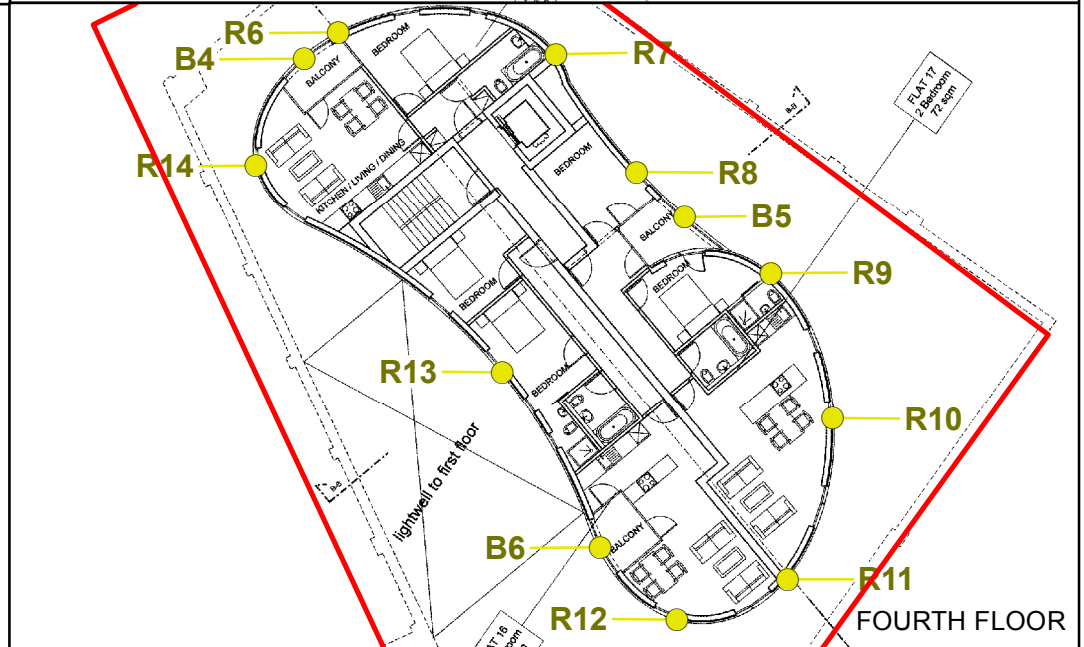 R6
B4
BEDROOM
BALCONY
R7
FLAT 17
2 Bedroom
72 sqm
B-B
R14
KITCHEN / LIVING / DINING
BEDROOM
R8
BALCONY
B5
BEDROOM
R9
BEDROOM
R13
BEDROOM
R10
lightwell to first floor
B-B
B6
BALCONY
R11
R12
FOURTH FLOOR